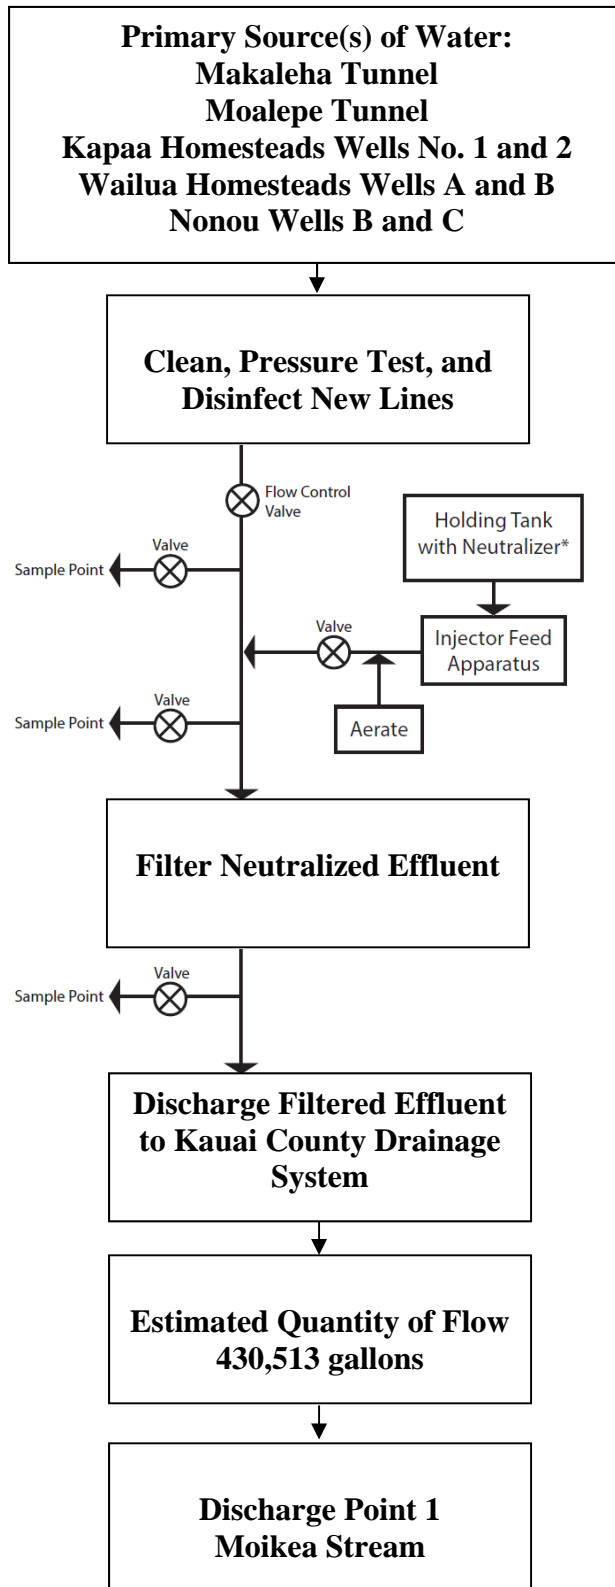 Primary Source(s) of Water:
Makaleha Tunnel
Moalepe Tunnel
Kapaa Homesteads Wells No. 1 and 2
Wailua Homesteads Wells A and B
Nonou Wells B and C
Clean, Pressure Test, and
Disinfect New Lines
Flow Control
Valve
Holding Tank
with Neutralizer*
Valve
Sample Point
Valve
Injector Feed
Apparatus
Valve
Sample Point
Aerate
Filter Neutralized Effluent
Valve
Sample Point
Discharge Filtered Effluent
to Kauai County Drainage
System
Estimated Quantity of Flow
430,513 gallons
Discharge Point 1
Moikea Stream